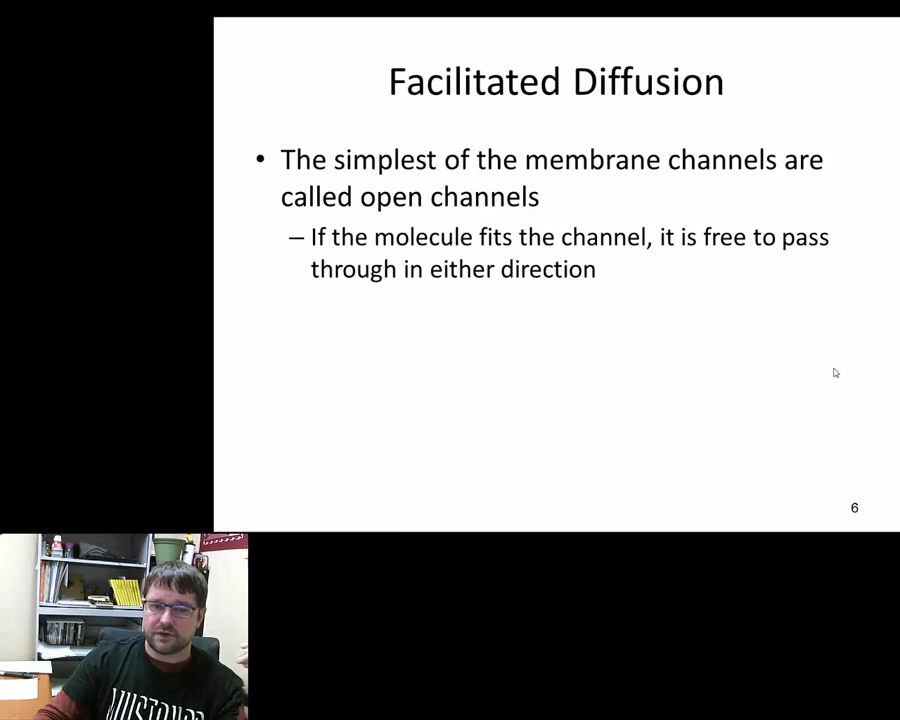 Facilitated Diffusion
• The simplest of the membrane channels are
called open channels
– If the molecule fits the channel, it is free to pass
through in either direction
6